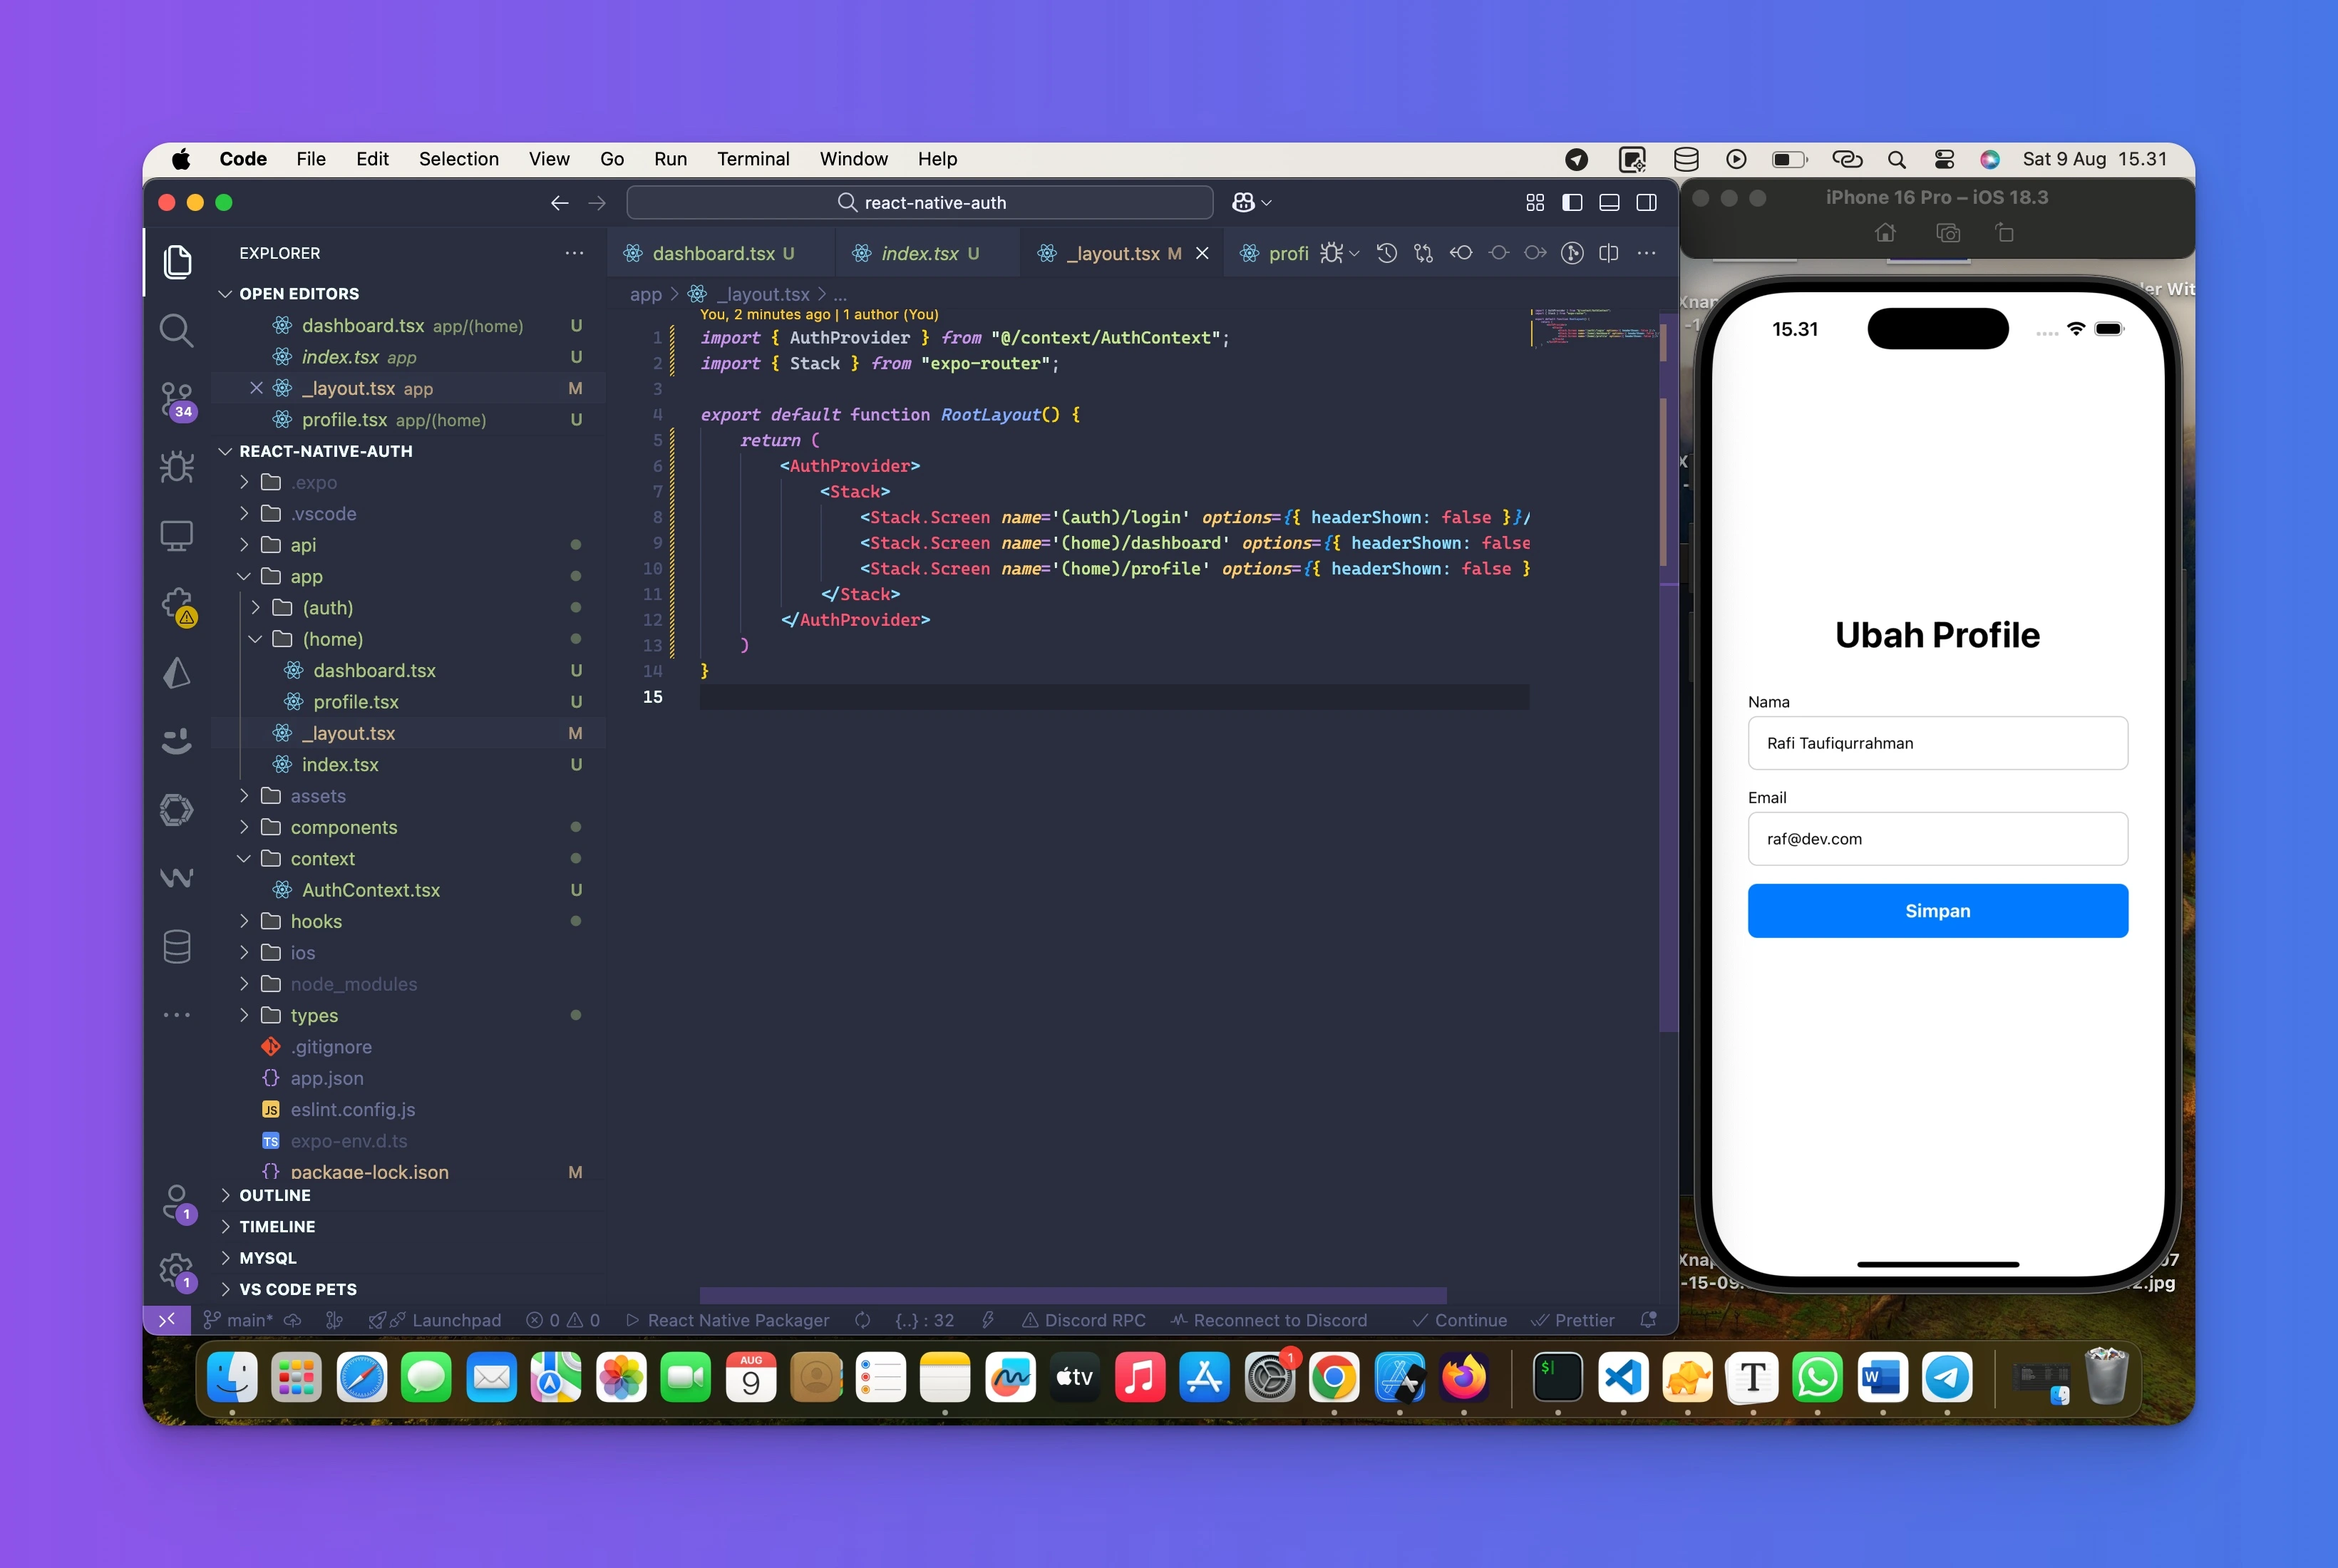 Code File Edit Selection View Go Run Terminal Window Help
Sat 9 Aug 15.31
react-native-auth
iPhone 16 Pro – iOS 18.3
EXPLORER
OPEN EDITORS
dashboard.tsx app/(home) U
index.tsx app U
_layout.tsx app M
profile.tsx app/(home) U
REACT-NATIVE-AUTH
.expo
.vscode
api
app
(auth)
(home)
dashboard.tsx U
profile.tsx U
_layout.tsx M
index.tsx U
assets
components
context
AuthContext.tsx U
hooks
ios
node_modules
types
.gitignore
app.json
JS eslint.config.js
TS expo-env.d.ts
package-lock.json M
OUTLINE
TIMELINE
MYSQL
VS CODE PETS
34
1
1
dashboard.tsx U
index.tsx U
_layout.tsx M
profi
app > _layout.tsx > ...
You, 2 minutes ago | 1 author (You)
1 import { AuthProvider } from "@/context/AuthContext";
2 import { Stack } from "expo-router";
3
4 export default function RootLayout() {
5 return (
6 <AuthProvider>
7 <Stack>
8 <Stack.Screen name='(auth)/login' options={{ headerShown: false }}/
9 <Stack.Screen name='(home)/dashboard' options={{ headerShown: false
10 <Stack.Screen name='(home)/profile' options={{ headerShown: false }
11 </Stack>
12 </AuthProvider>
13 )
14 }
15
main* Launchpad 0 0 React Native Packager {..} : 32 Discord RPC Reconnect to Discord Continue Prettier
15.31
Ubah Profile
Nama
Rafi Taufiqurrahman
Email
raf@dev.com
Simpan
AUG
9
tv
1
$
T
W